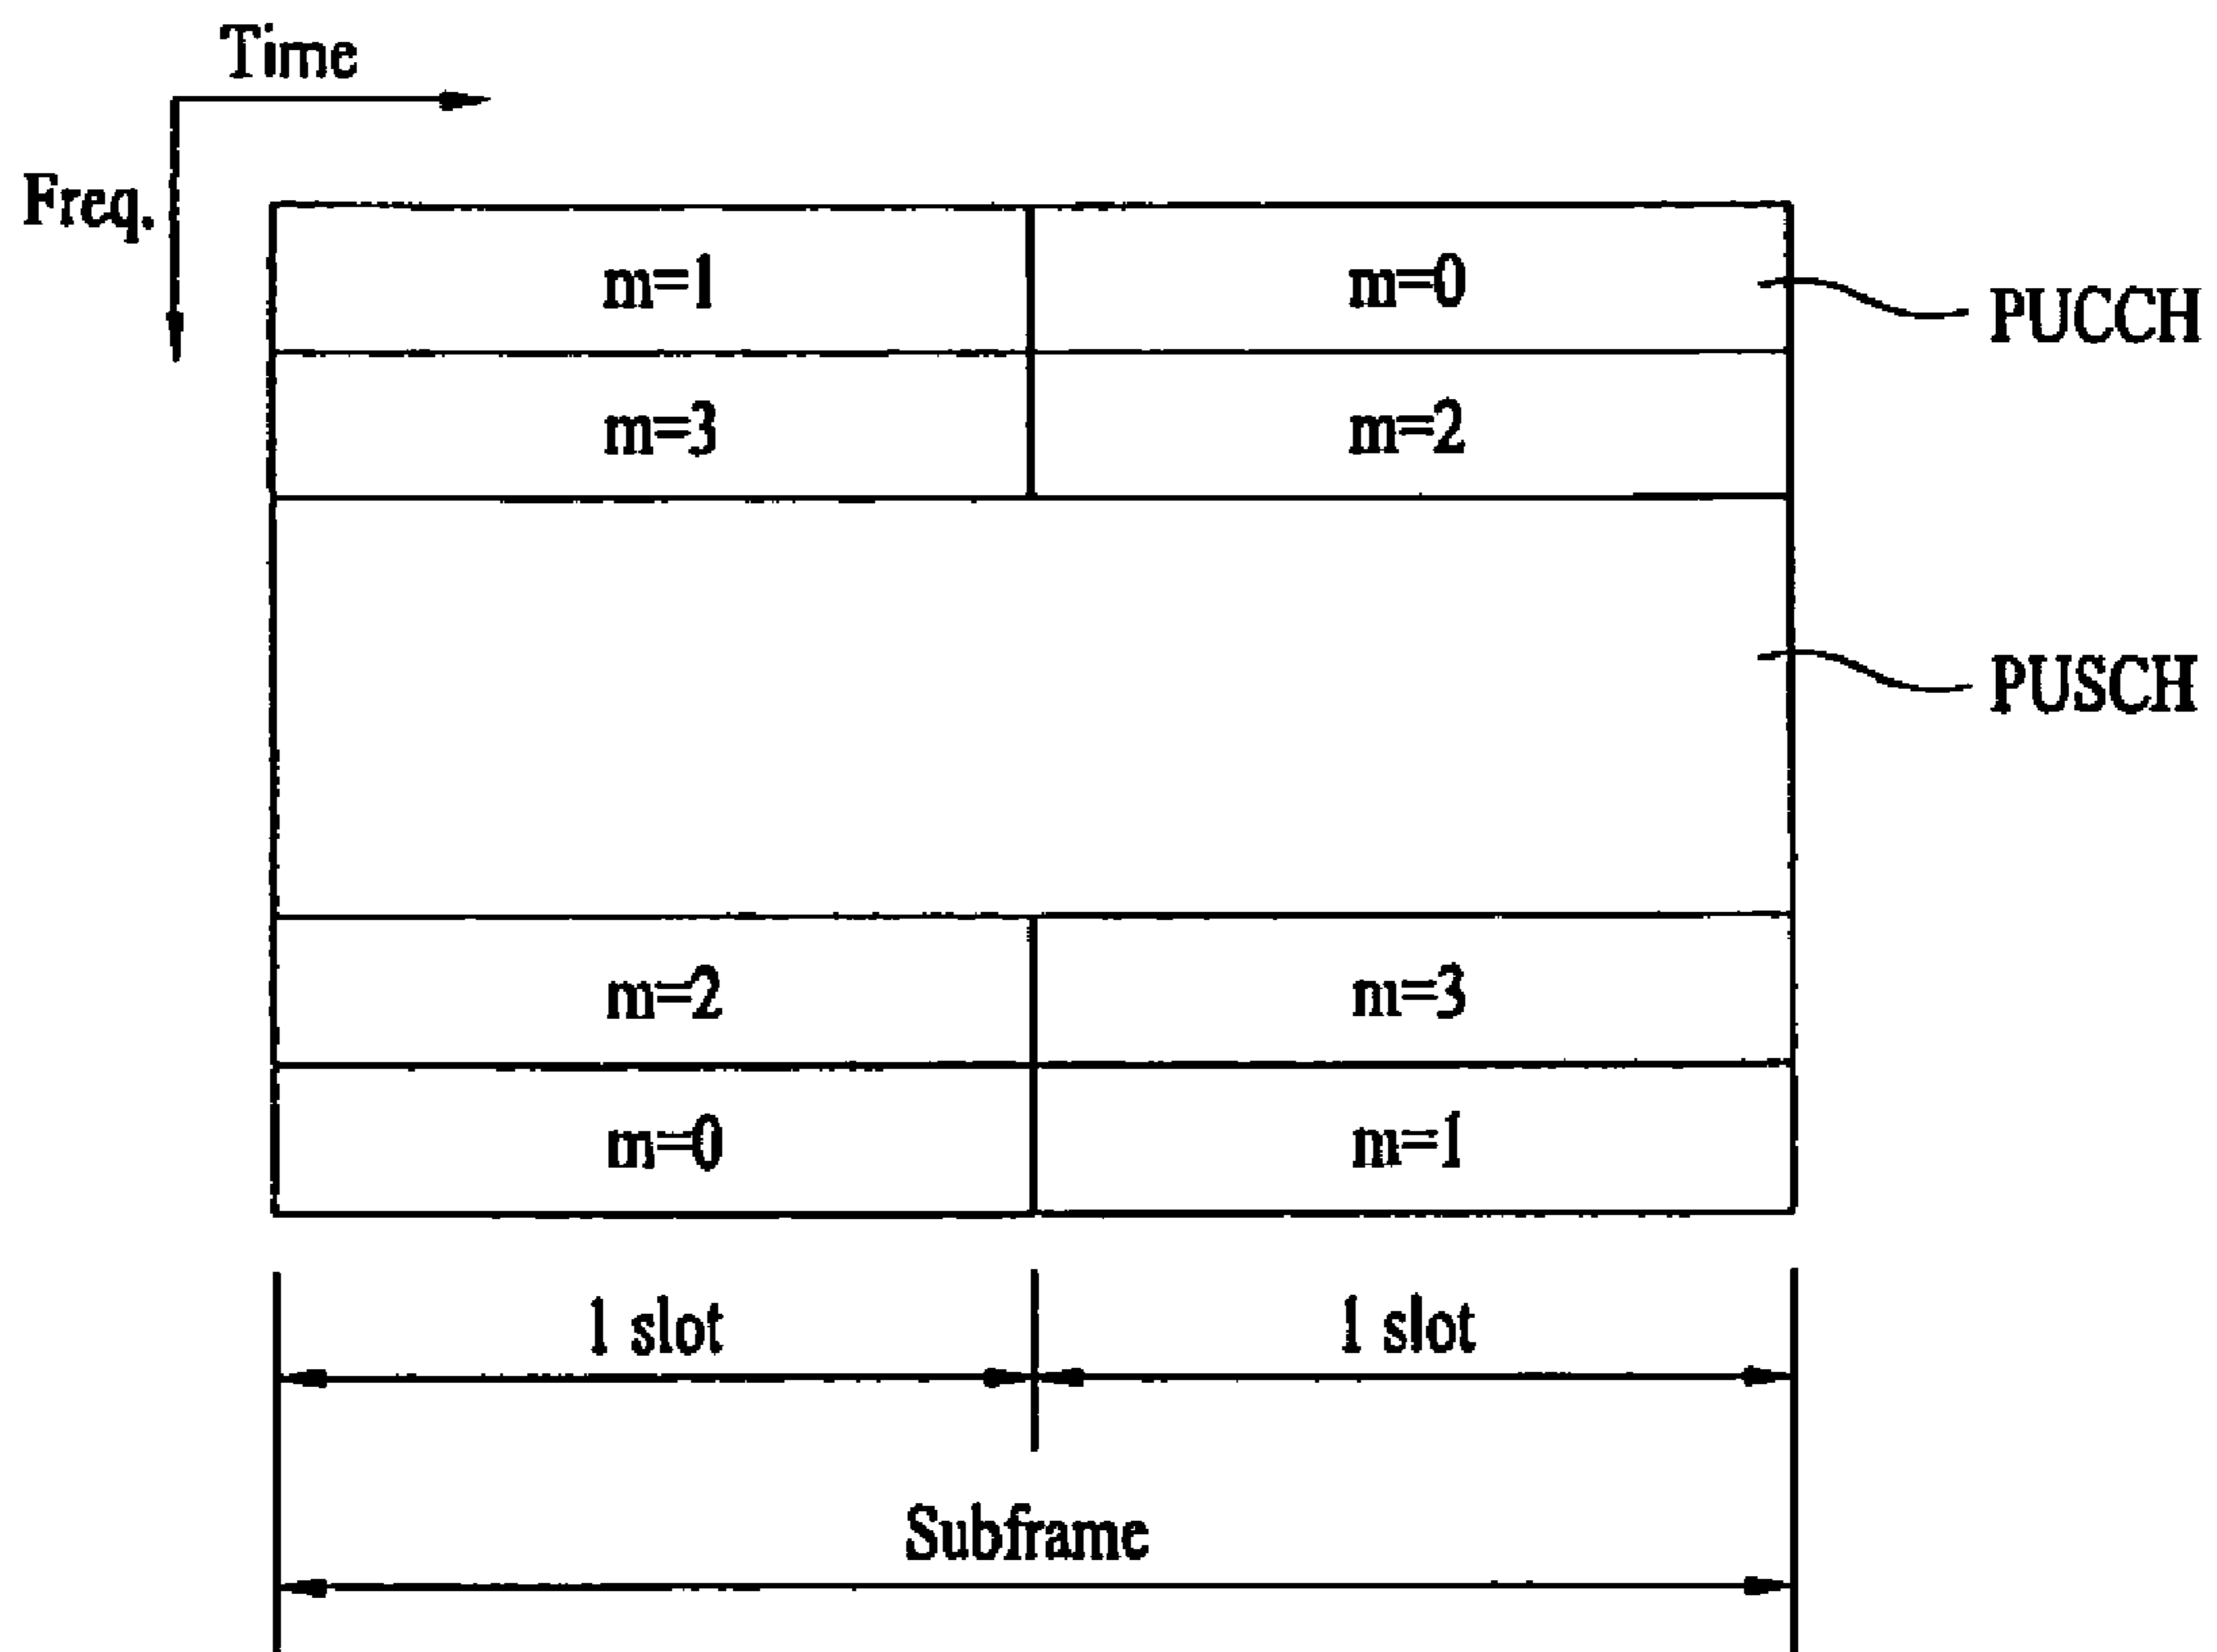 Time
Freq.
m=1 m=0
PUCCH
m=3 m=2
PUSCH
m=2 m=3
m=0 m=1
1 slot 1 slot
Subframe